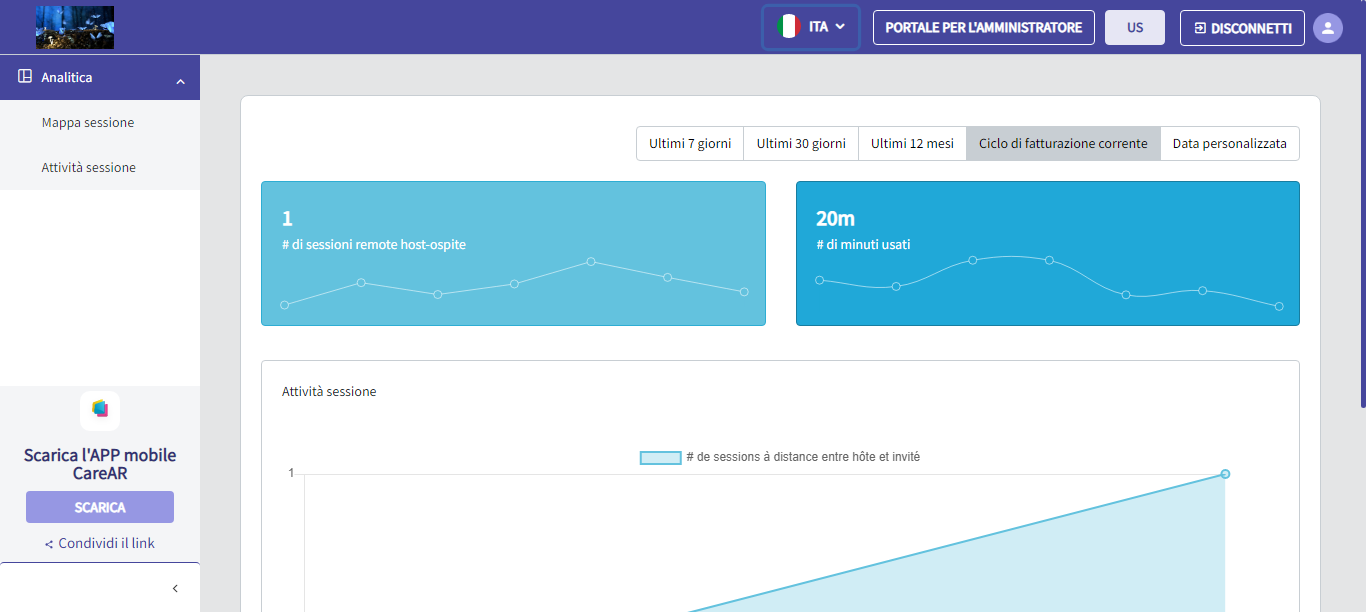 ITA
PORTALE PER L'AMMINISTRATORE
US
DISCONNETTI
Analitica
Mappa sessione
Attività sessione
Ultimi 7 giorni
Ultimi 30 giorni
Ultimi 12 mesi
Ciclo di fatturazione corrente
Data personalizzata
1
# di sessioni remote host-ospite
20m
# di minuti usati
Attività sessione
# de sessions à distance entre hôte et invité
1
Scarica l'APP mobile
CareAR
SCARICA
Condividi il link